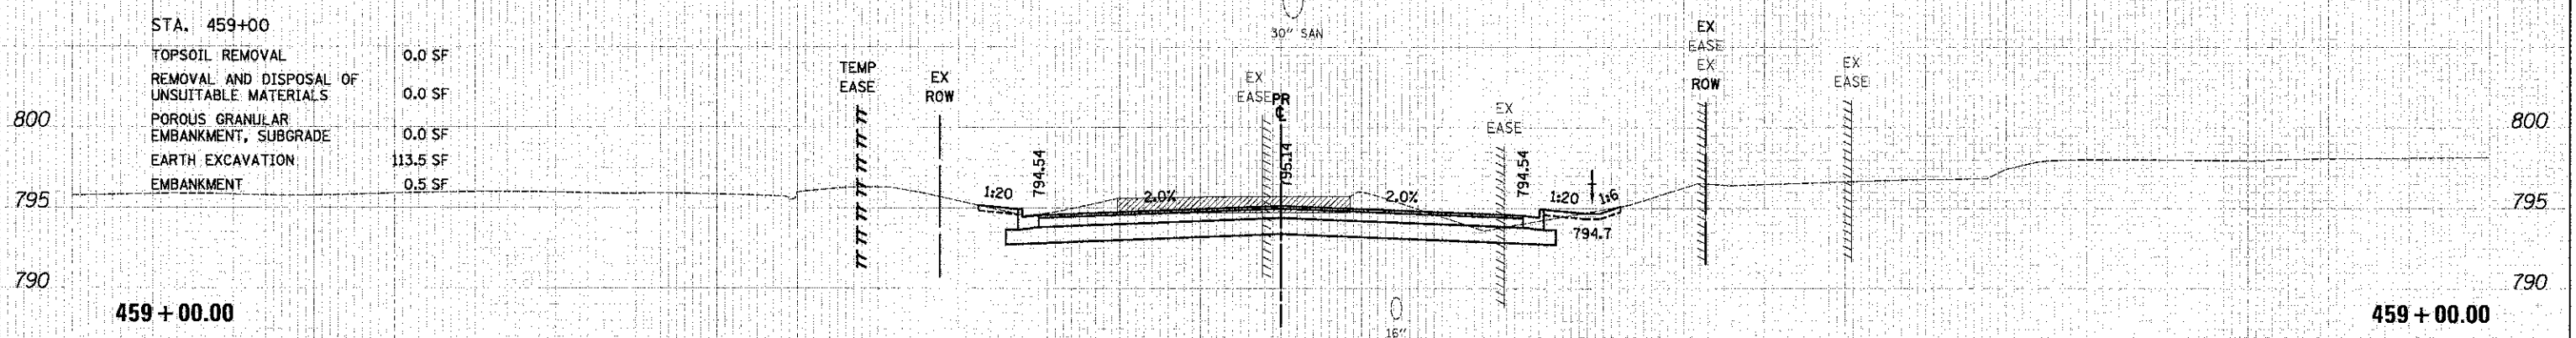 STA. 459+00
TOPSOIL REMOVAL 0.0 SF
REMOVAL AND DISPOSAL OF
UNSUITABLE MATERIALS 0.0 SF
POROUS GRANULAR
EMBANKMENT, SUBGRADE 0.0 SF
EARTH EXCAVATION 113.5 SF
EMBANKMENT 0.5 SF
800
795
790
459+00.00
TEMP
EASE
EX
ROW
1:20
794.54
2.0%
EX
EASE
PR
℄
795.14
30" SAN
2.0%
EX
EASE
794.54
1:20
1:6
794.7
16"
EX
EASE
EX
ROW
EX
EASE
800
795
790
459+00.00